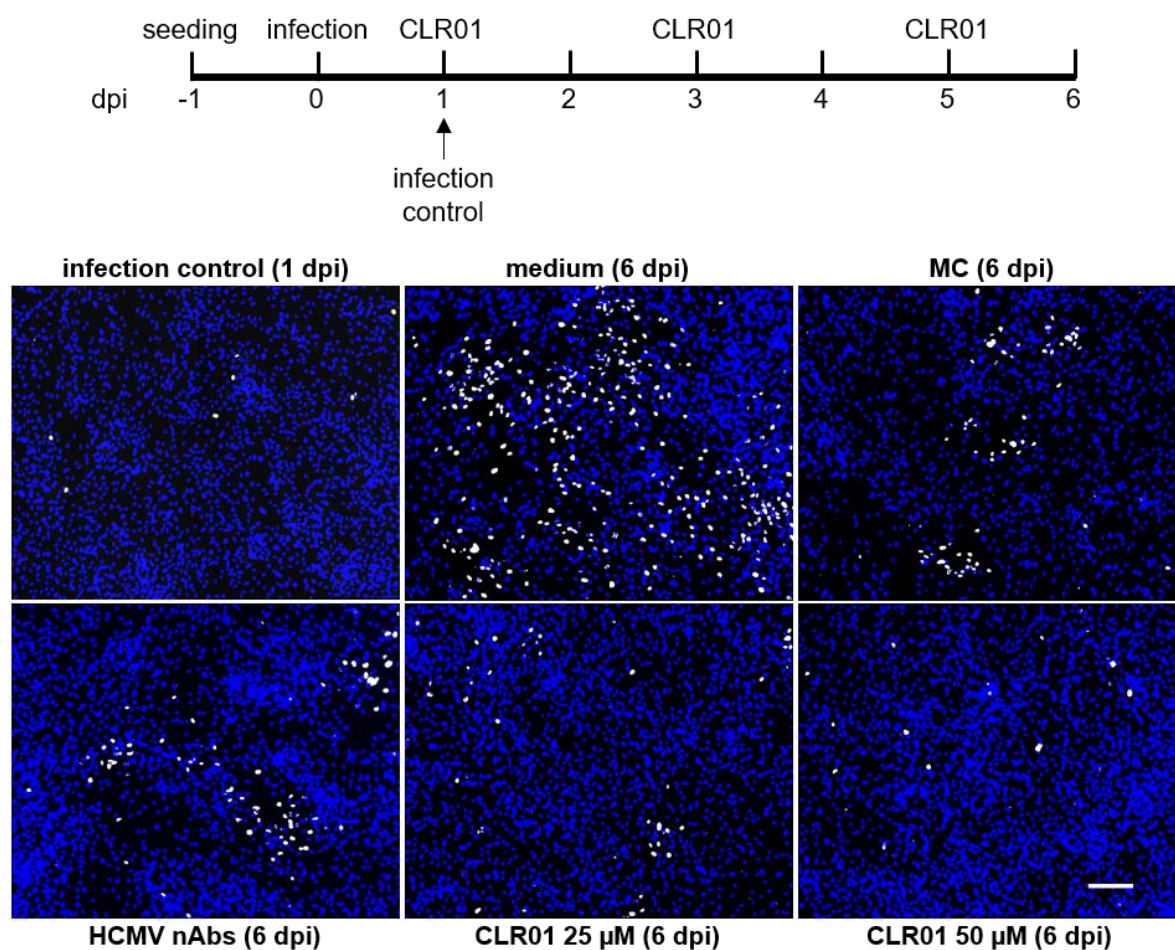 seeding infection CLR01 CLR01 CLR01
dpi -1 0 1 2 3 4 5 6
infection
control
infection control (1 dpi) medium (6 dpi) MC (6 dpi)
HCMV nAbs (6 dpi) CLR01 25 µM (6 dpi) CLR01 50 µM (6 dpi)